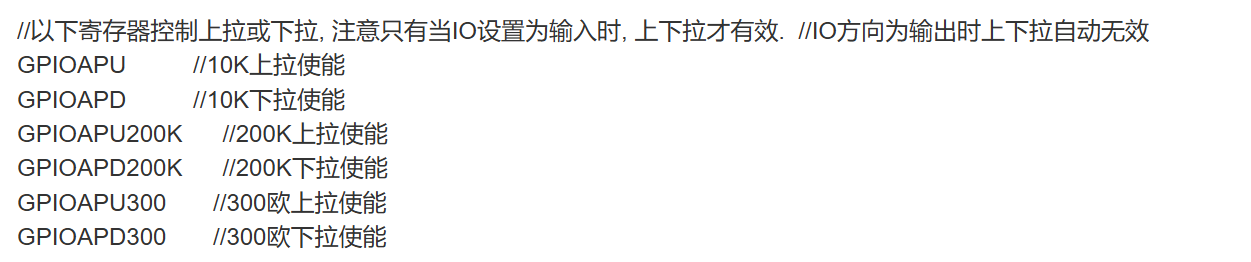 //以下寄存器控制上拉或下拉, 注意只有当IO设置为输入时, 上下拉才有效.  //IO方向为输出时上下拉自动无效
GPIOAPU          //10K上拉使能
GPIOAPD          //10K下拉使能
GPIOAPU200K      //200K上拉使能
GPIOAPD200K      //200K下拉使能
GPIOAPU300       //300欧上拉使能
GPIOAPD300       //300欧下拉使能